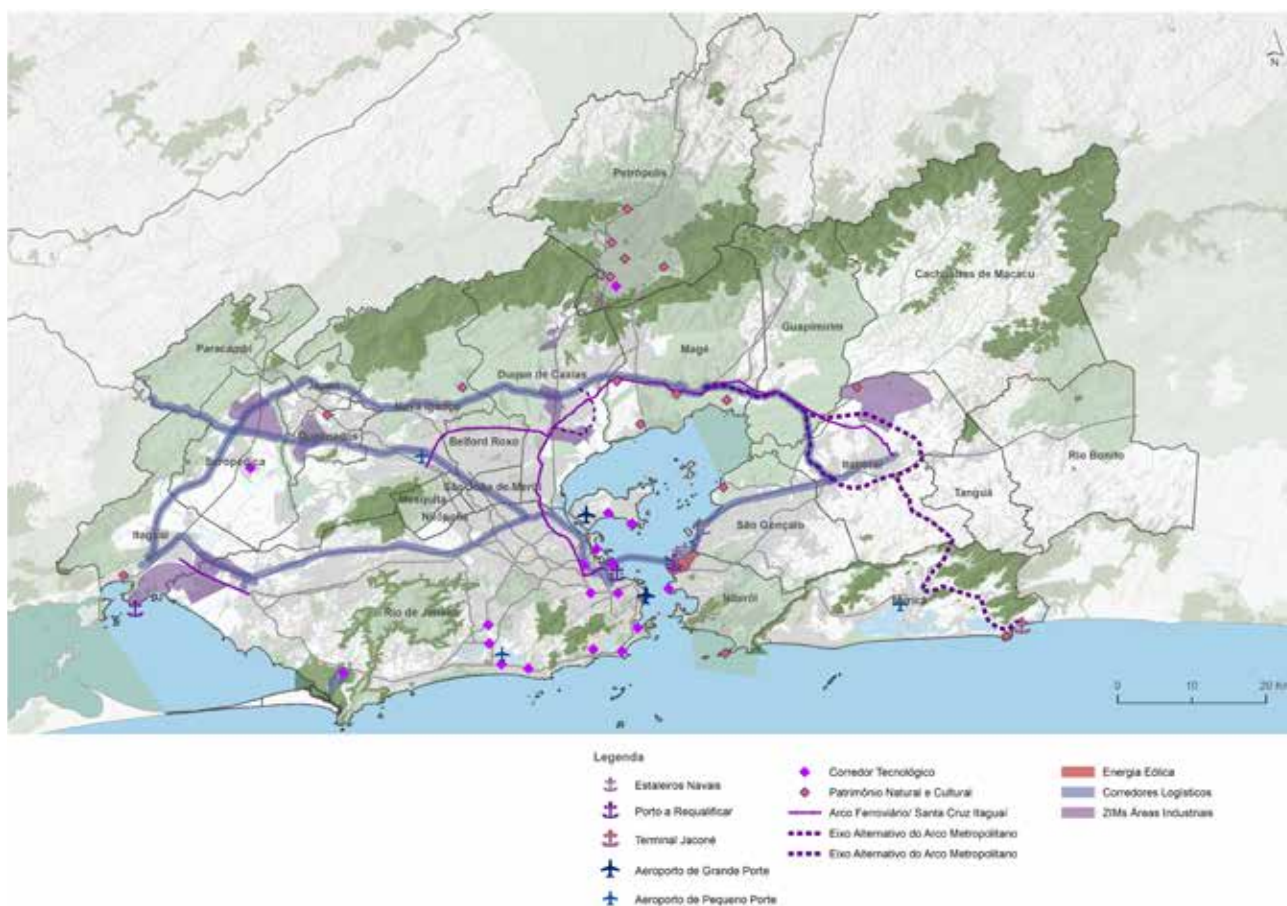 N
Petrópolis
Cachoeiras de Macacu
Guapimirim
Paracambi
Magé
Duque de Caxias
Japeri
Nova Iguaçu
Queimados
Belford Roxo
Seropédica
Itaboraí
Rio Bonito
Tanguá
São João de Meriti
Mesquita
Nilópolis
São Gonçalo
Itaguaí
Rio de Janeiro
Niterói
Maricá
0 10 20 Km
Legenda
Estaleiros Navais
Porto a Requalificar
Terminal Jaconé
Aeroporto de Grande Porte
Aeroporto de Pequeno Porte
Corredor Tecnológico
Patrimônio Natural e Cultural
Arco Ferroviário/ Santa Cruz Itaguaí
Eixo Alternativo do Arco Metropolitano
Eixo Alternativo do Arco Metropolitano
Energia Eólica
Corredores Logísticos
ZIMs Áreas Industriais